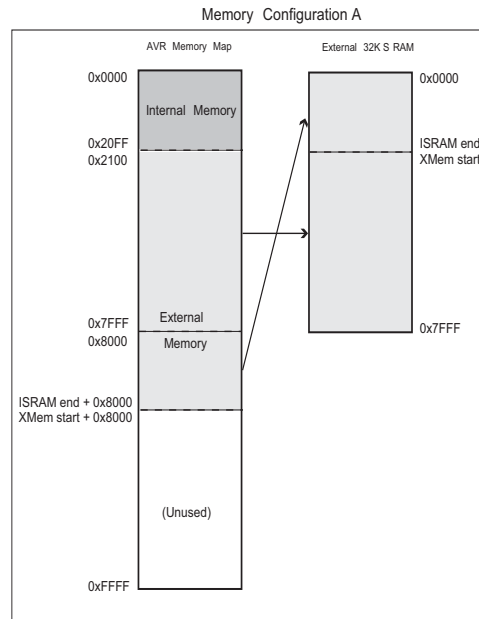 Memory Configuration A
AVR Memory Map
External 32K SRAM
0x0000
Internal Memory
0x20FF
0x2100
External
0x7FFF
0x8000
Memory
ISRAM end + 0x8000
XMem start + 0x8000
(Unused)
0xFFFF
0x0000
ISRAM end
XMem start
0x7FFF